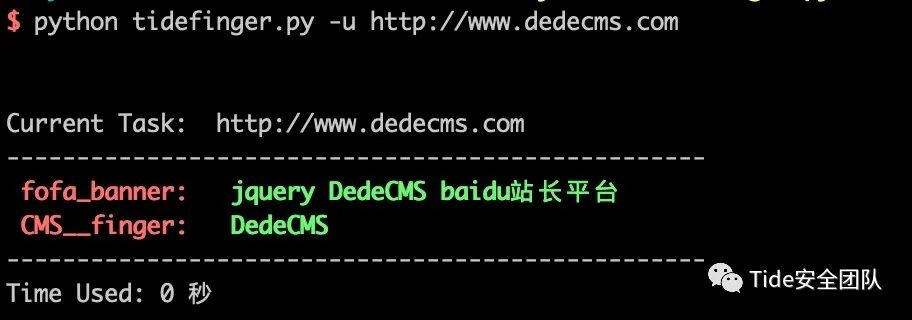 $ python tidefinger.py -u http://www.dedecms.com
Current Task: http://www.dedecms.com
--------------------------------------------------
fofa_banner: jquery DedeCMS baidu站长平台
CMS__finger: DedeCMS
--------------------------------------------------
Time Used: 0 秒
Tide安全团队